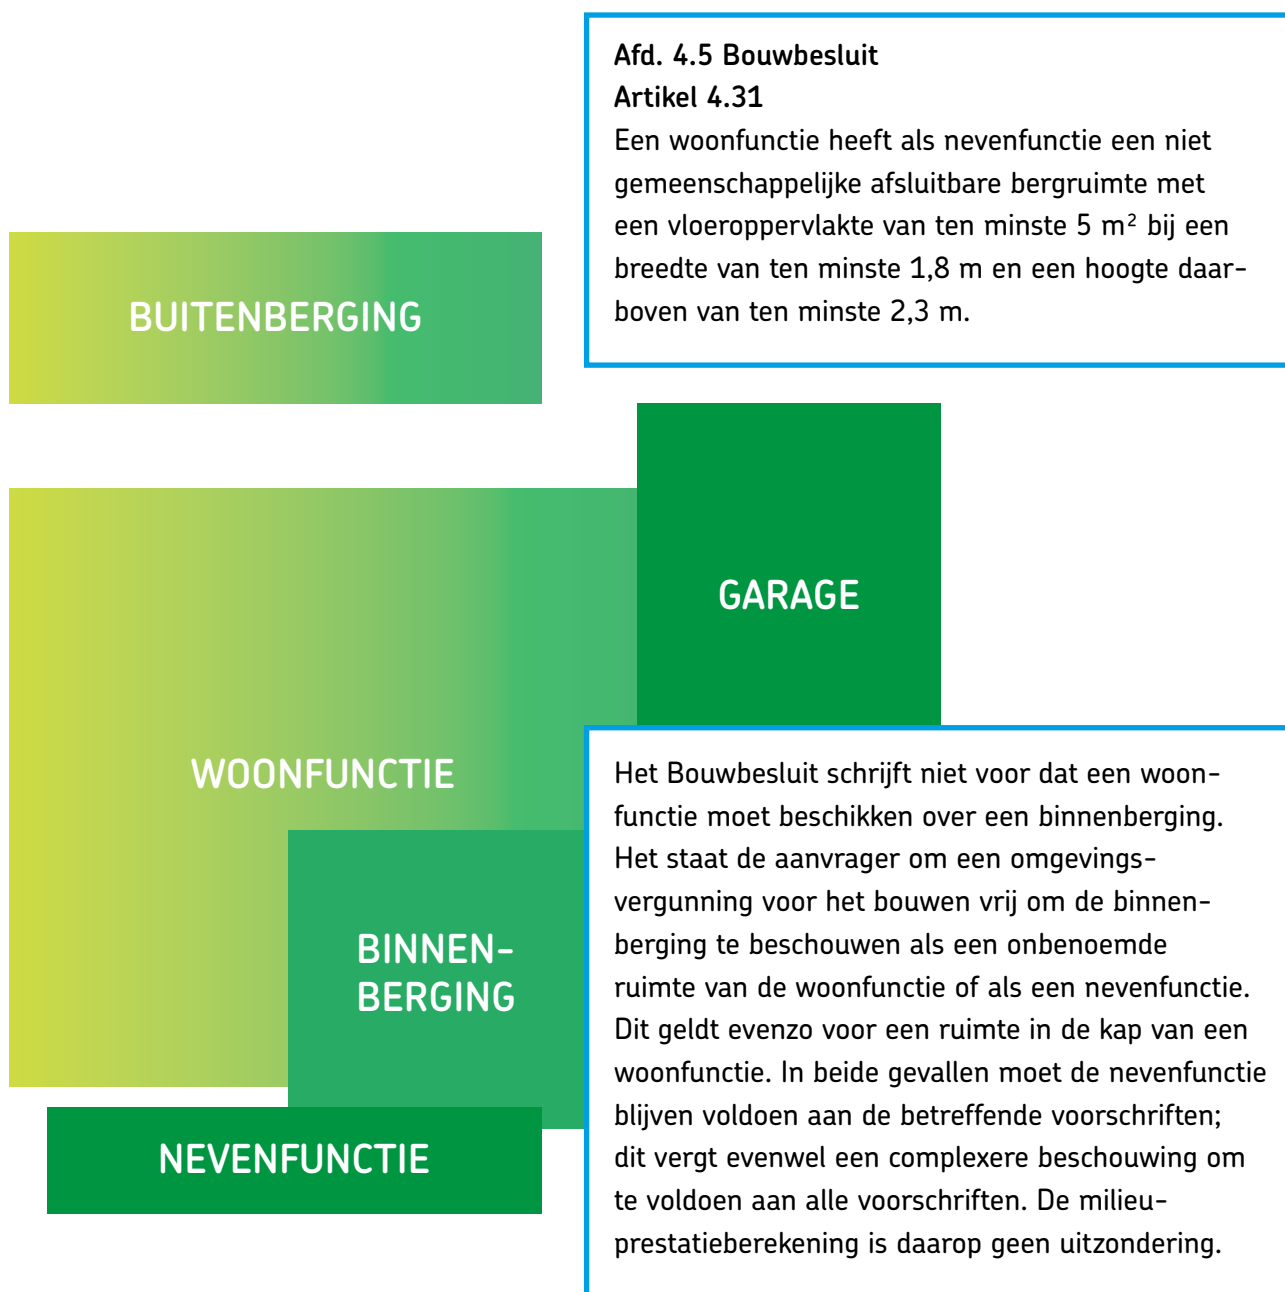 Afd. 4.5 Bouwbesluit
Artikel 4.31
Een woonfunctie heeft als nevenfunctie een niet
gemeenschappelijke afsluitbare bergruimte met
een vloeroppervlakte van ten minste 5 m² bij een
breedte van ten minste 1,8 m en een hoogte daar-
boven van ten minste 2,3 m.
BUITENBERGING
GARAGE
WOONFUNCTIE
BINNEN-
BERGING
NEVENFUNCTIE
Het Bouwbesluit schrijft niet voor dat een woon-
functie moet beschikken over een binnenberging.
Het staat de aanvrager om een omgevings-
vergunning voor het bouwen vrij om de binnen-
berging te beschouwen als een onbenoemde
ruimte van de woonfunctie of als een nevenfunctie.
Dit geldt evenzo voor een ruimte in de kap van een
woonfunctie. In beide gevallen moet de nevenfunctie
blijven voldoen aan de betreffende voorschriften;
dit vergt evenwel een complexere beschouwing om
te voldoen aan alle voorschriften. De milieu-
prestatieberekening is daarop geen uitzondering.